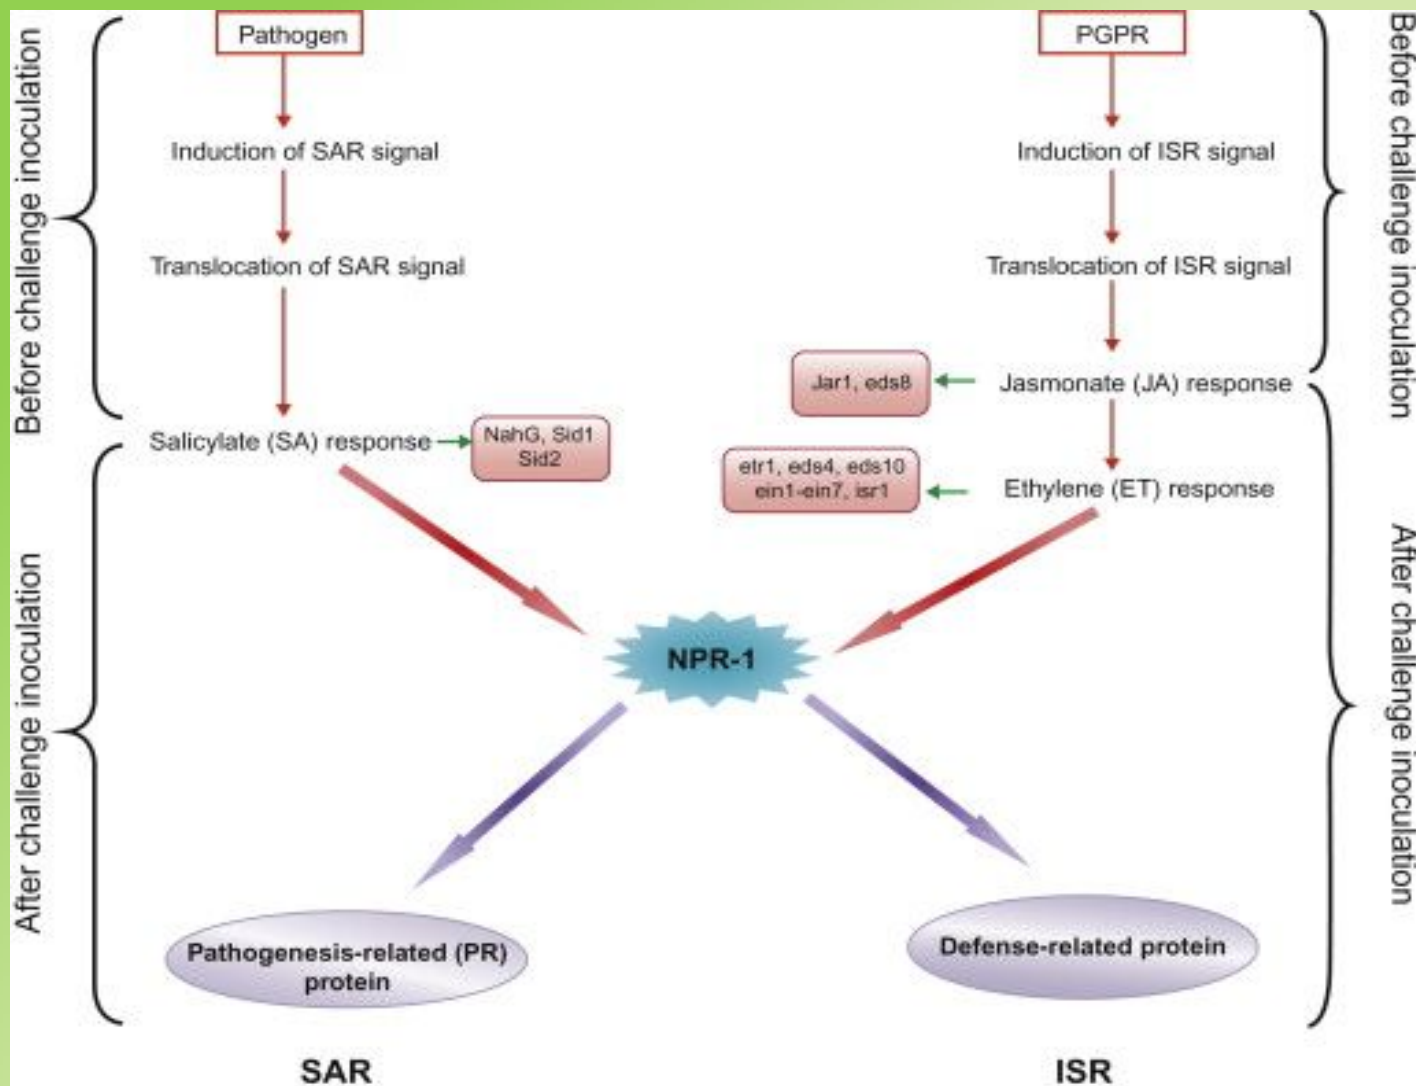 Before challenge inoculation
After challenge inoculation
Pathogen
Induction of SAR signal
Translocation of SAR signal
Salicylate (SA) response
NahG, Sid1
Sid2
PGPR
Induction of ISR signal
Translocation of ISR signal
Jasmonate (JA) response
Jar1, eds8
Ethylene (ET) response
etr1, eds4, eds10
ein1-ein7, isr1
Before challenge inoculation
After challenge inoculation
NPR-1
Pathogenesis-related (PR)
protein
Defense-related protein
SAR
ISR